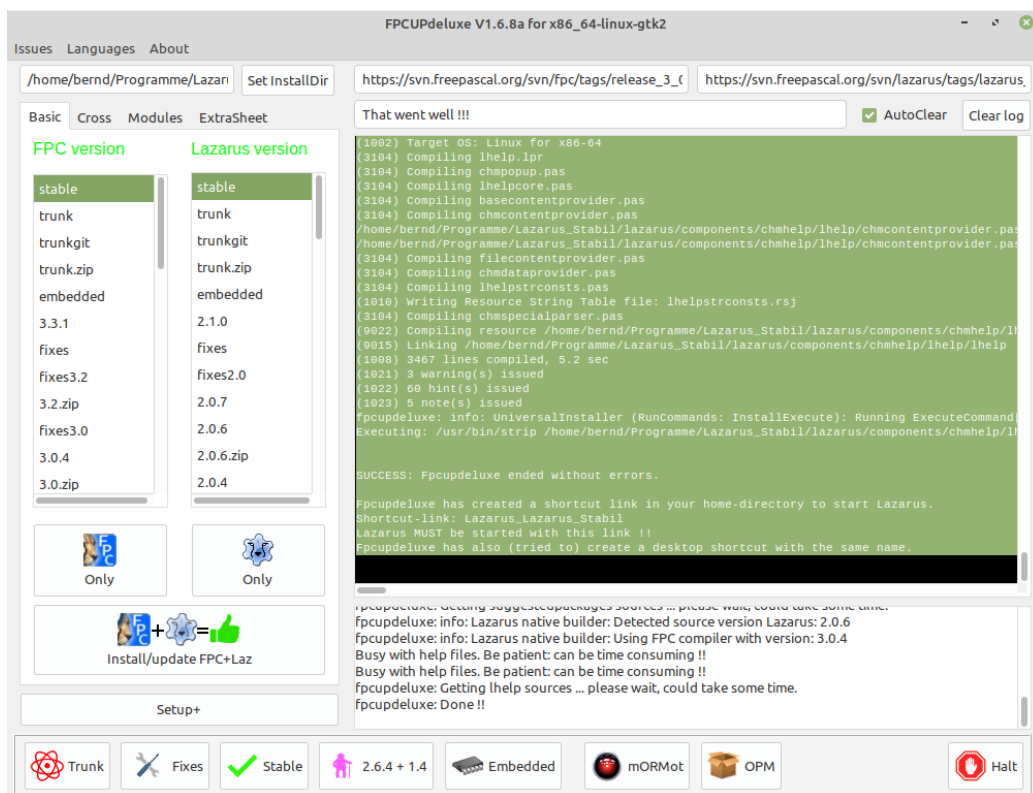 FPCUPdeluxe V1.6.8a for x86_64-linux-gtk2
Issues Languages About
/home/bernd/Programme/Lazar
Set InstallDir
https://svn.freepascal.org/svn/fpc/tags/release_3_0
https://svn.freepascal.org/svn/lazarus/tags/lazarus_
Basic Cross Modules ExtraSheet
That went well !!!
AutoClear
Clear log
FPC version
stable
trunk
trunkgit
trunk.zip
embedded
3.3.1
fixes
fixes3.2
3.2.zip
fixes3.0
3.0.4
3.0.zip
Lazarus version
stable
trunk
trunkgit
trunk.zip
embedded
2.1.0
fixes
fixes2.0
2.0.7
2.0.6
2.0.6.zip
2.0.4
Only
Only
Install/update FPC+Laz
Setup+
(1002) Target OS: Linux for x86-64
(3104) Compiling lhelp.lpr
(3104) Compiling chmpopup.pas
(3104) Compiling lhelpcore.pas
(3104) Compiling basecontentprovider.pas
(3104) Compiling chmcontentprovider.pas
/home/bernd/Programme/Lazarus_Stabil/lazarus/components/chmhelp/lhelp/chmcontentprovider.pas
/home/bernd/Programme/Lazarus_Stabil/lazarus/components/chmhelp/lhelp/chmcontentprovider.pas
(3104) Compiling filecontentprovider.pas
(3104) Compiling chmdataprovider.pas
(3104) Compiling lhelpstrconsts.pas
(1010) Writing Resource String Table file: lhelpstrconsts.rsj
(3104) Compiling chmspecialparser.pas
(9022) Compiling resource /home/bernd/Programme/Lazarus_Stabil/lazarus/components/chmhelp/lh
(9015) Linking /home/bernd/Programme/Lazarus_Stabil/lazarus/components/chmhelp/lhelp/lhelp
(1008) 3467 lines compiled, 5.2 sec
(1021) 3 warning(s) issued
(1022) 60 hint(s) issued
(1023) 5 note(s) issued
fpcupdeluxe: info: UniversalInstaller (RunCommands: InstallExecute): Running ExecuteCommand[
Executing: /usr/bin/strip /home/bernd/Programme/Lazarus_Stabil/lazarus/components/chmhelp/lh
SUCCESS: Fpcupdeluxe ended without errors.
Fpcupdeluxe has created a shortcut link in your home-directory to start Lazarus.
Shortcut-link: Lazarus_Lazarus_Stabil
Lazarus MUST be started with this link !!
Fpcupdeluxe has also (tried to) create a desktop shortcut with the same name.
fpcupdeluxe: Getting suggestedpackages sources ... please wait, could take some time.
fpcupdeluxe: info: Lazarus native builder: Detected source version Lazarus: 2.0.6
fpcupdeluxe: info: Lazarus native builder: Using FPC compiler with version: 3.0.4
Busy with help files. Be patient: can be time consuming !!
Busy with help files. Be patient: can be time consuming !!
fpcupdeluxe: Getting lhelp sources ... please wait, could take some time.
fpcupdeluxe: Done !!
Trunk
Fixes
Stable
2.6.4 + 1.4
Embedded
mORMot
OPM
Halt